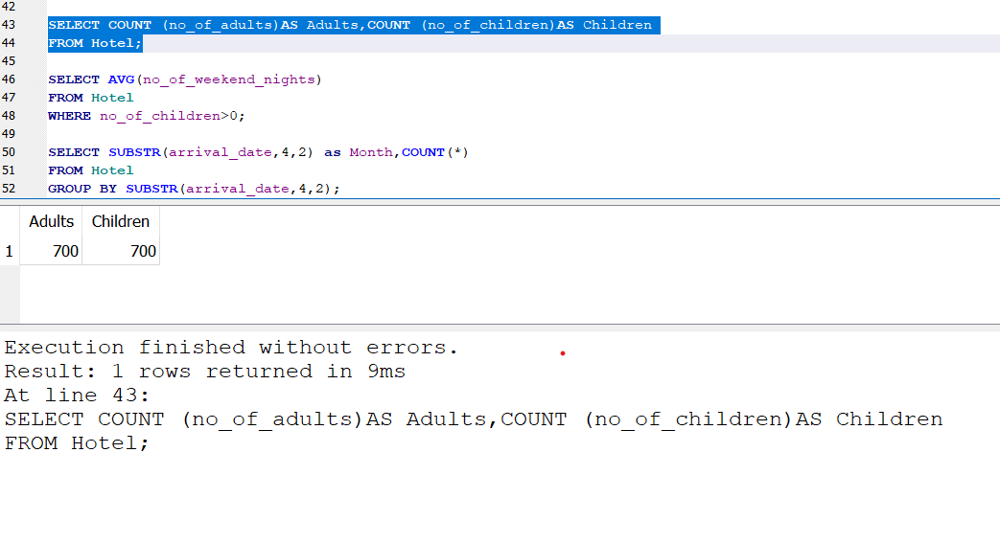 42
43 SELECT COUNT (no_of_adults)AS Adults,COUNT (no_of_children)AS Children
44 FROM Hotel;
45
46 SELECT AVG(no_of_weekend_nights)
47 FROM Hotel
48 WHERE no_of_children>0;
49
50 SELECT SUBSTR(arrival_date,4,2) as Month,COUNT(*)
51 FROM Hotel
52 GROUP BY SUBSTR(arrival_date,4,2);
Adults Children
1 700 700
Execution finished without errors.
Result: 1 rows returned in 9ms
At line 43:
SELECT COUNT (no_of_adults)AS Adults,COUNT (no_of_children)AS Children
FROM Hotel;